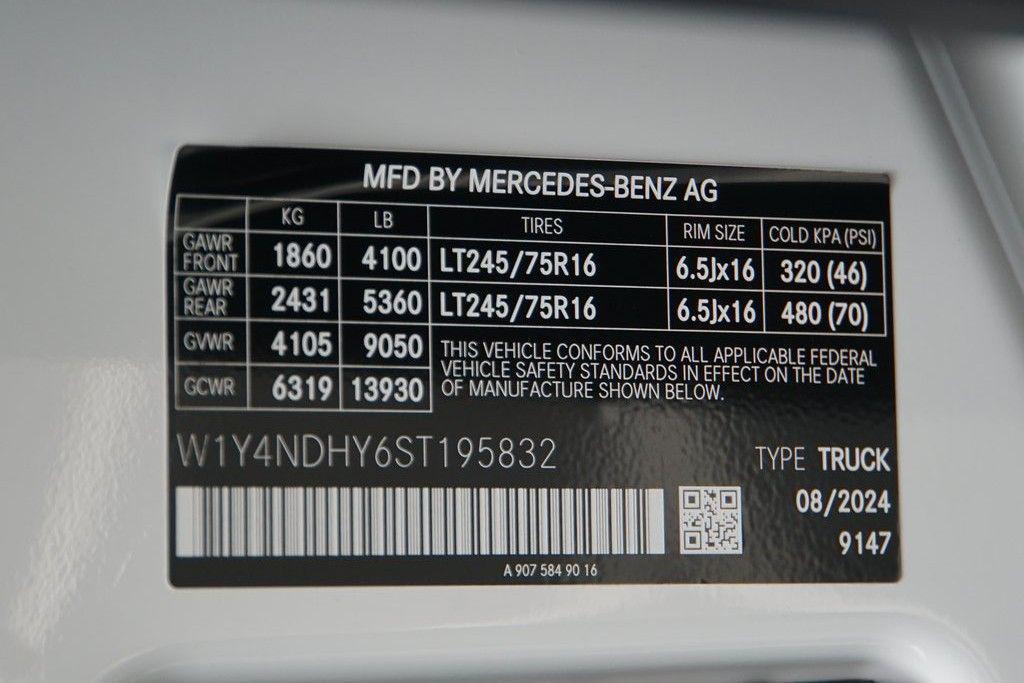 MFD BY MERCEDES-BENZ AG
KG LB TIRES RIM SIZE COLD KPA (PSI)
GAWR FRONT 1860 4100 LT245/75R16 6.5Jx16 320 (46)
GAWR REAR 2431 5360 LT245/75R16 6.5Jx16 480 (70)
GVWR 4105 9050
GCWR 6319 13930
THIS VEHICLE CONFORMS TO ALL APPLICABLE FEDERAL
VEHICLE SAFETY STANDARDS IN EFFECT ON THE DATE
OF MANUFACTURE SHOWN BELOW.
W1Y4NDHY6ST195832
TYPE TRUCK
08/2024
9147
A 907 584 90 16